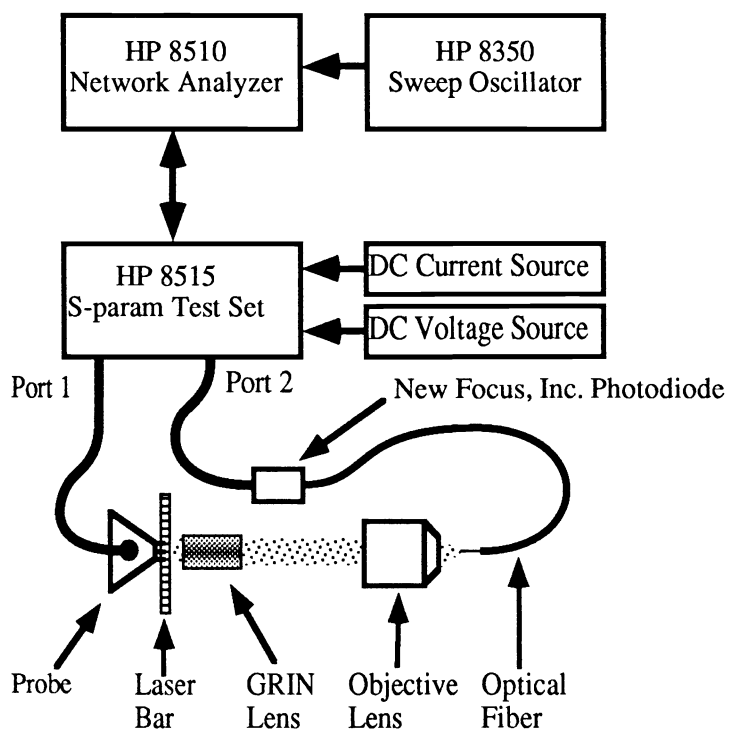 HP 8510
Network Analyzer
HP 8350
Sweep Oscillator
HP 8515
S-param Test Set
DC Current Source
DC Voltage Source
Port 1
Port 2
New Focus, Inc. Photodiode
Probe
Laser
Bar
GRIN
Lens
Objective
Lens
Optical
Fiber